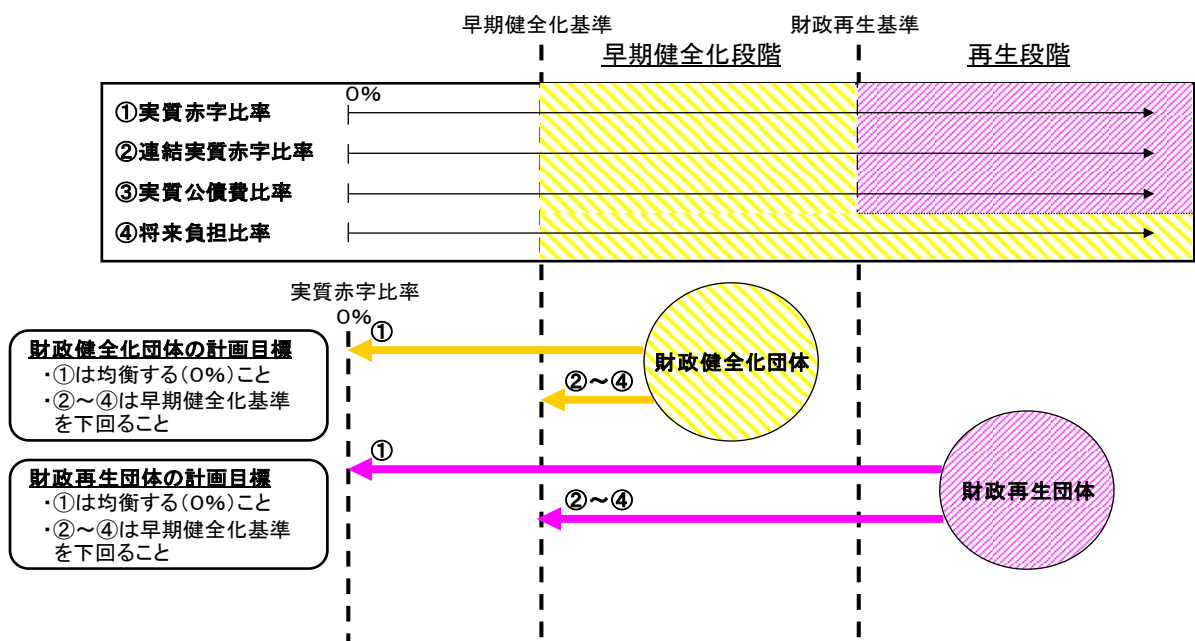 早期健全化基準
財政再生基準
早期健全化段階
再生段階
0%
①実質赤字比率
②連結実質赤字比率
③実質公債費比率
④将来負担比率
実質赤字比率
0%
財政健全化団体の計画目標
・①は均衡する(0%)こと
・②～④は早期健全化基準
を下回ること
①
②～④
財政健全化団体
財政再生団体の計画目標
・①は均衡する(0%)こと
・②～④は早期健全化基準
を下回ること
①
②～④
財政再生団体